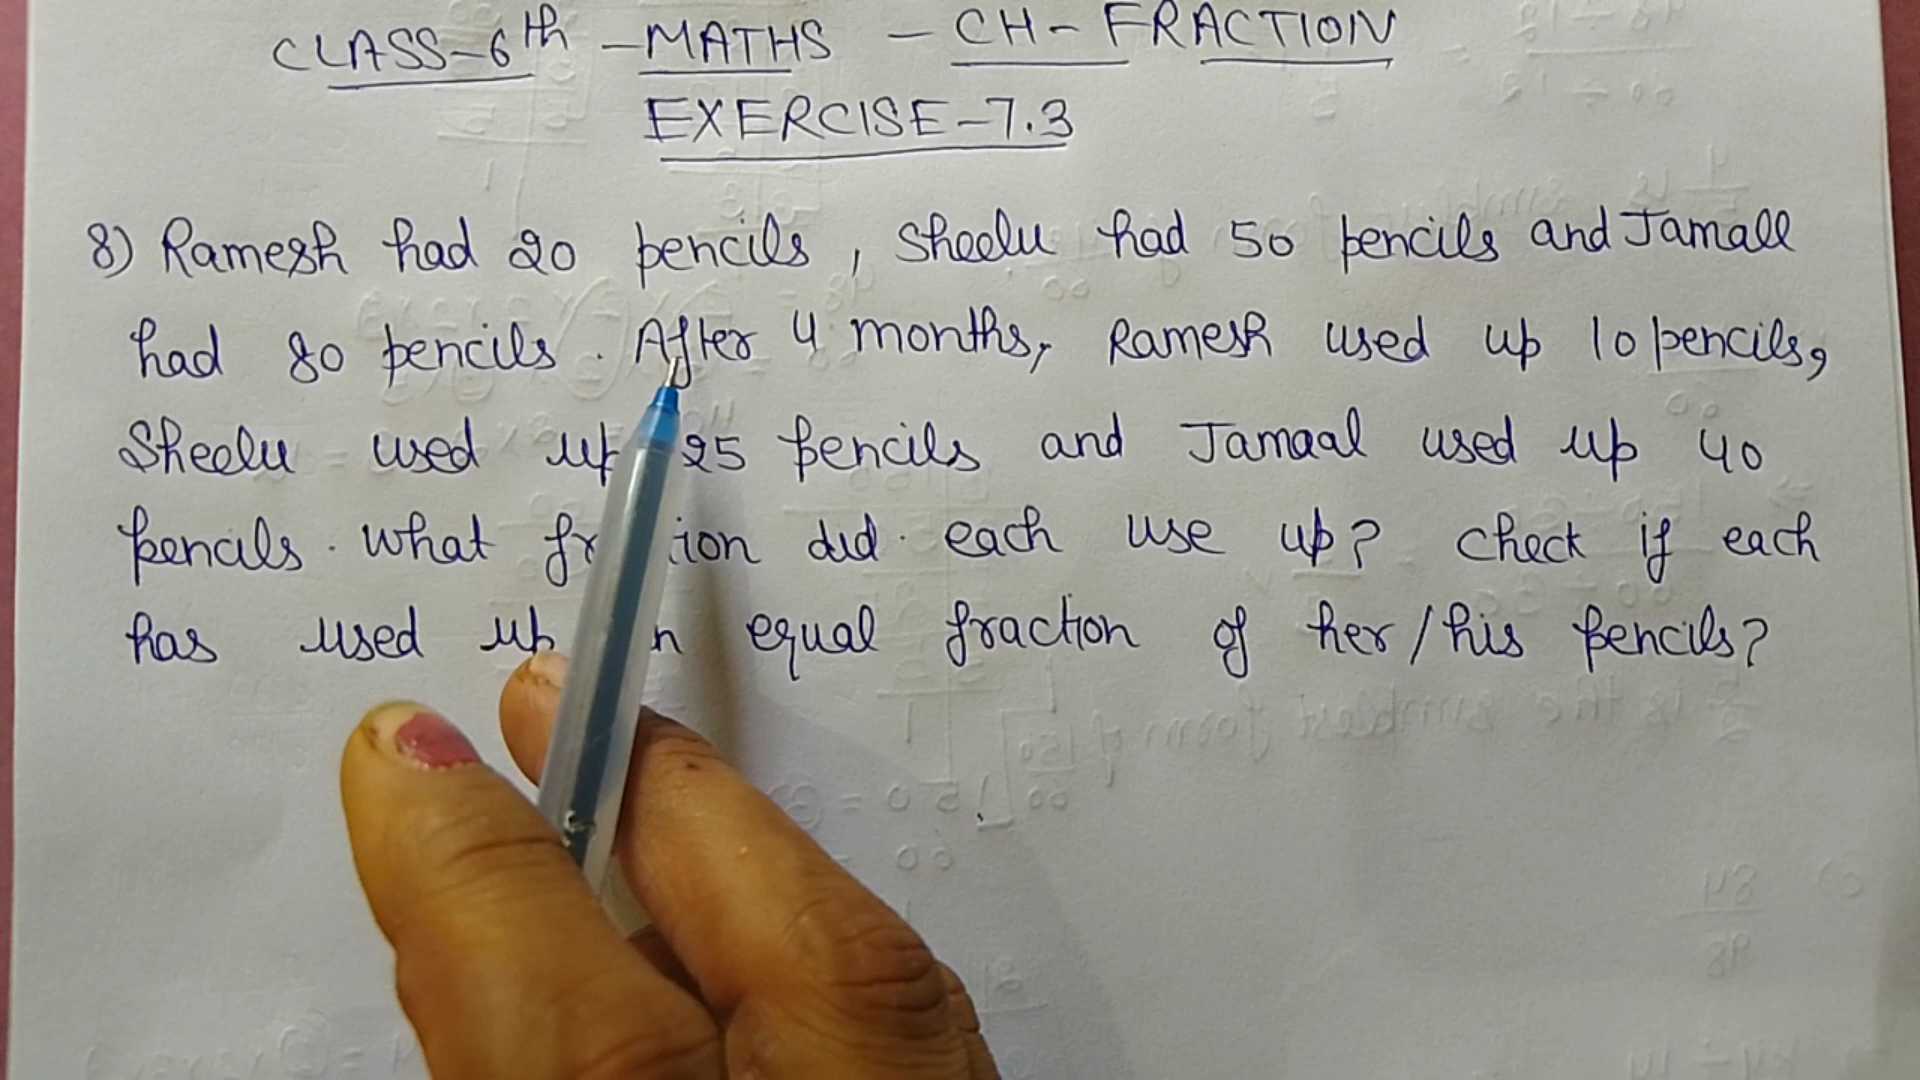 CLASS-6th - MATHS - CH - FRACTION
EXERCISE-7.3
8) Ramesh had 20 pencils, Sheelu had 50 pencils and Jamall
had 80 pencils. After 4 months, Ramesh used up 10 pencils,
Sheelu used up 25 pencils and Jamaal used up 40
pencils. What fr ion did each use up? Check if each
has used up n equal fraction of her/his pencils?